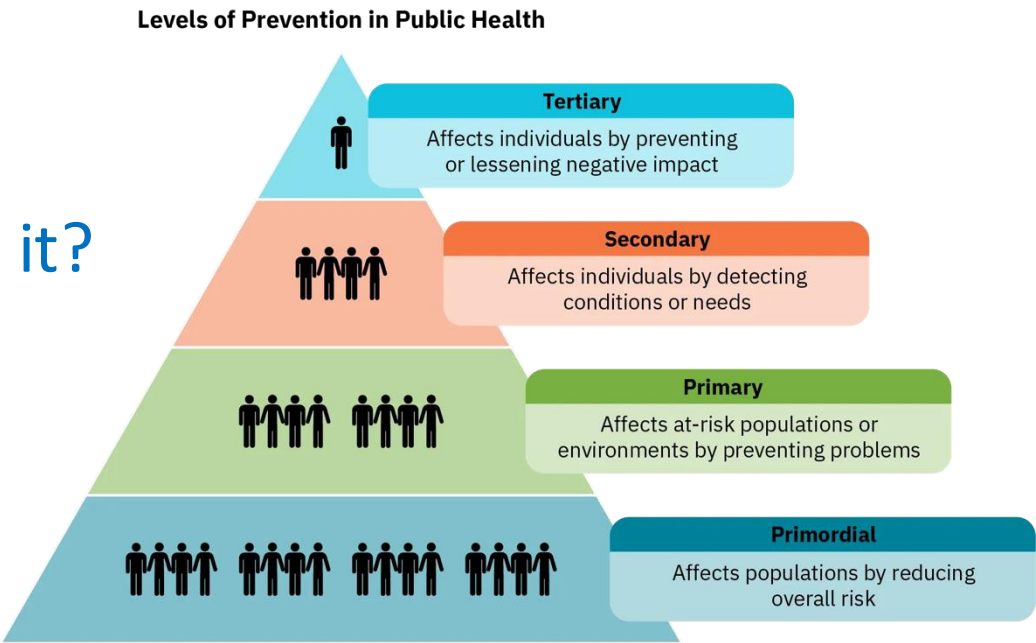 Levels of Prevention in Public Health
Tertiary
Affects individuals by preventing
or lessening negative impact
it?
Secondary
Affects individuals by detecting
conditions or needs
Primary
Affects at-risk populations or
environments by preventing problems
Primordial
Affects populations by reducing
overall risk